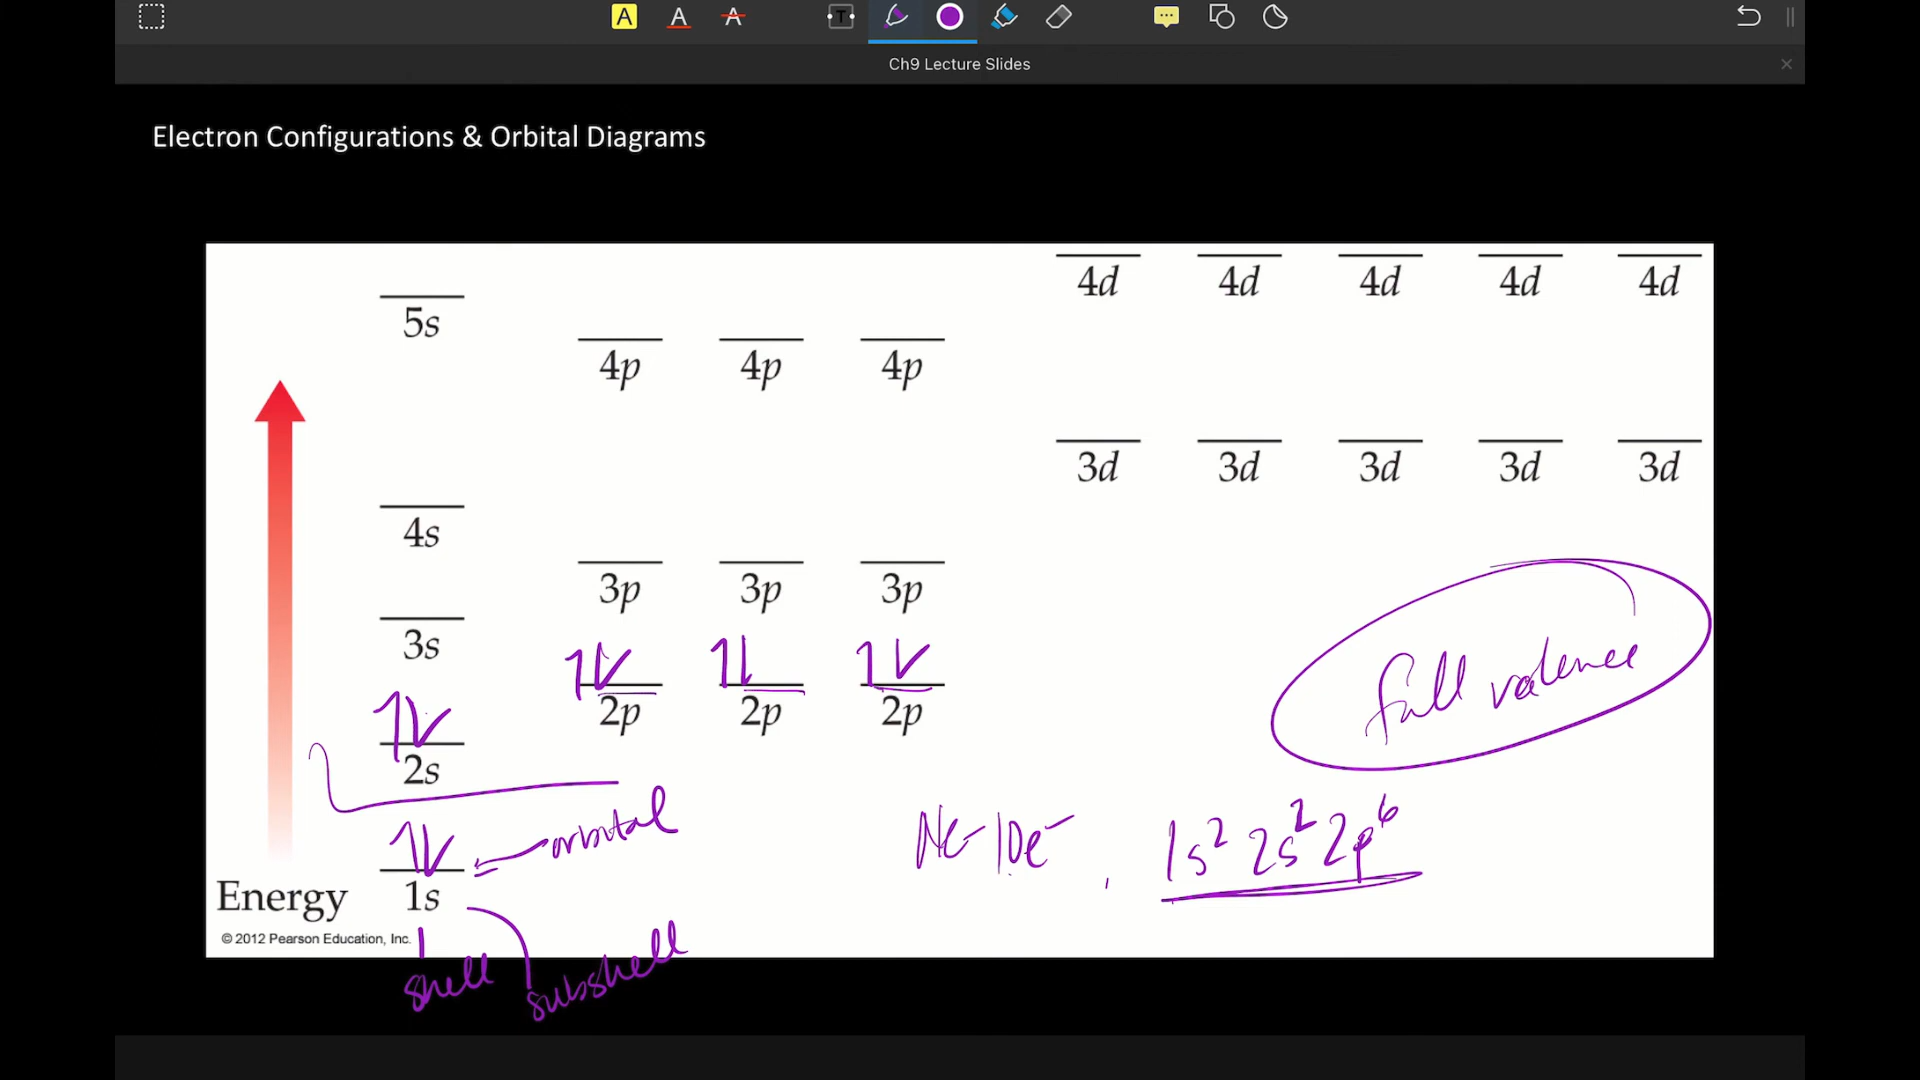 A A A T
Ch9 Lecture Slides
Electron Configurations & Orbital Diagrams
4d 4d 4d 4d 4d
5s
4p 4p 4p
3d 3d 3d 3d 3d
4s
3p 3p 3p
3s
full valence
2p 2p 2p
2s
orbital
Ne - 10e- 1s² 2s² 2p⁶
1s
Energy
© 2012 Pearson Education, Inc.
shell subshell